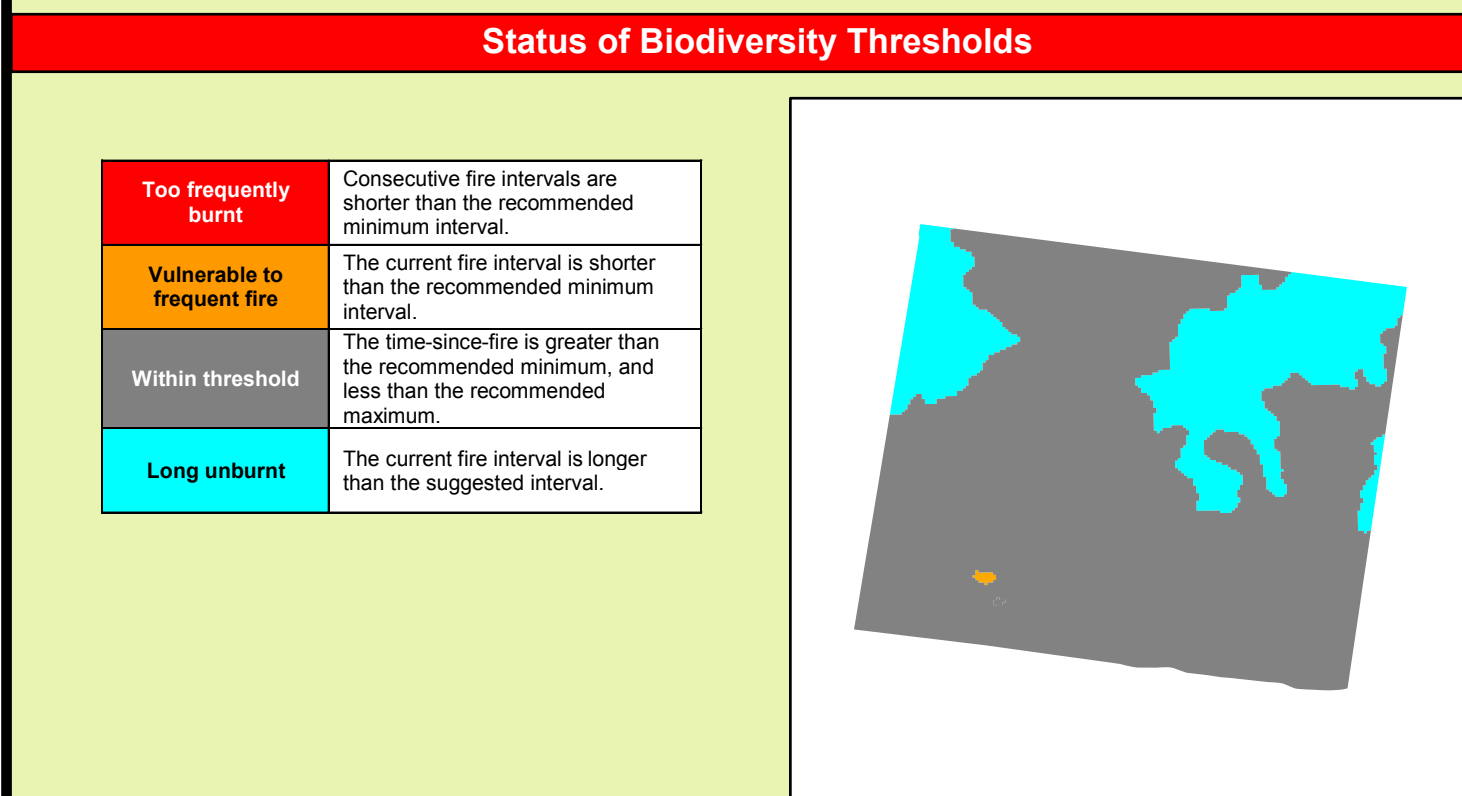 Status of Biodiversity Thresholds
Too frequently
burnt
Consecutive fire intervals are
shorter than the recommended
minimum interval.
Vulnerable to
frequent fire
The current fire interval is shorter
than the recommended minimum
interval.
Within threshold
The time-since-fire is greater than
the recommended minimum, and
less than the recommended
maximum.
Long unburnt
The current fire interval is longer
than the suggested interval.